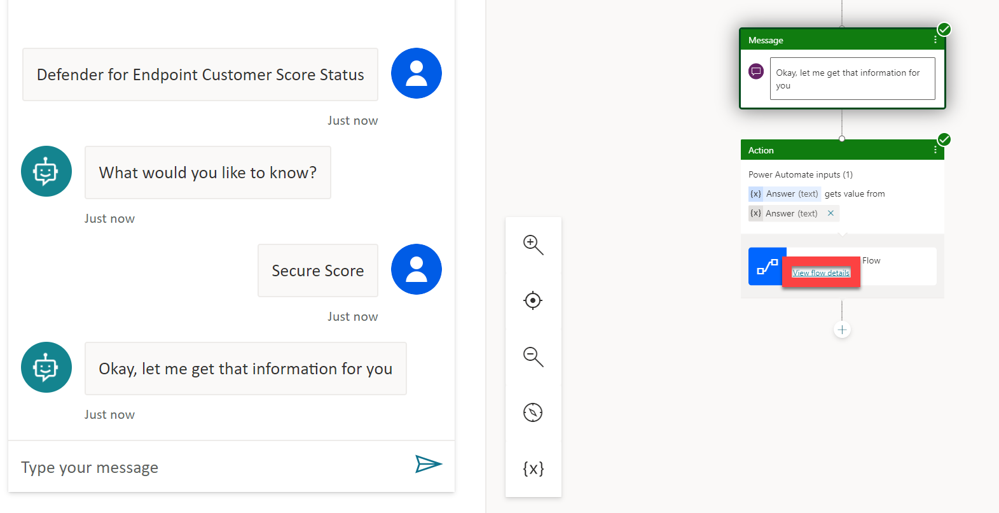 Defender for Endpoint Customer Score Status
Just now
What would you like to know?
Just now
Secure Score
Just now
Okay, let me get that information for you
Just now
Type your message
{x}
Message
Okay, let me get that information for
you
Action
Power Automate inputs (1)
{x} Answer (text) gets value from
{x} Answer (text) ×
Flow
View flow details